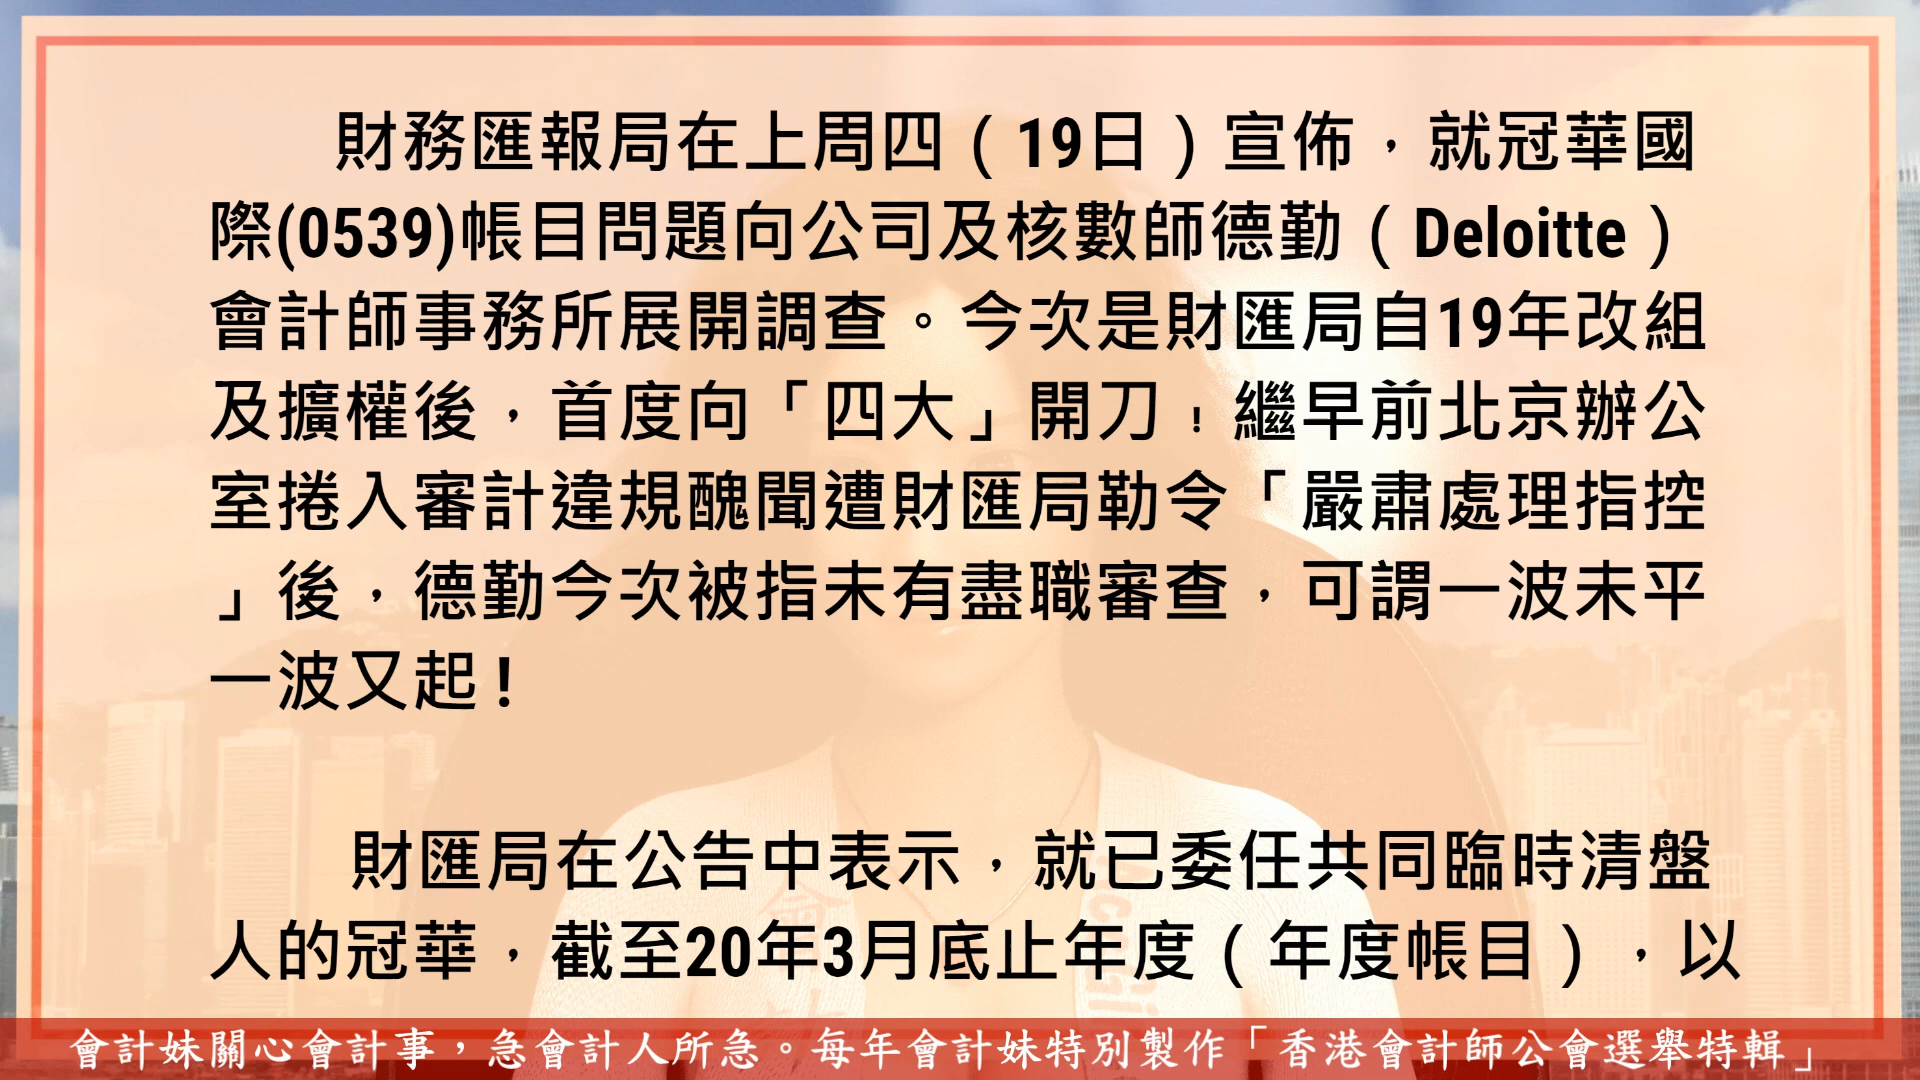 財務匯報局在上周四（19日）宣佈，就冠華國
際(0539)帳目問題向公司及核數師德勤（Deloitte）
會計師事務所展開調查。今次是財匯局自19年改組
及擴權後，首度向「四大」開刀！繼早前北京辦公
室捲入審計違規醜聞遭財匯局勒令「嚴肅處理指控
」後，德勤今次被指未有盡職審查，可謂一波未平
一波又起！
財匯局在公告中表示，就已委任共同臨時清盤
人的冠華，截至20年3月底止年度（年度帳目），以
會計妹關心會計事，急會計人所急。每年會計妹特別製作「香港會計師公會選舉特輯」